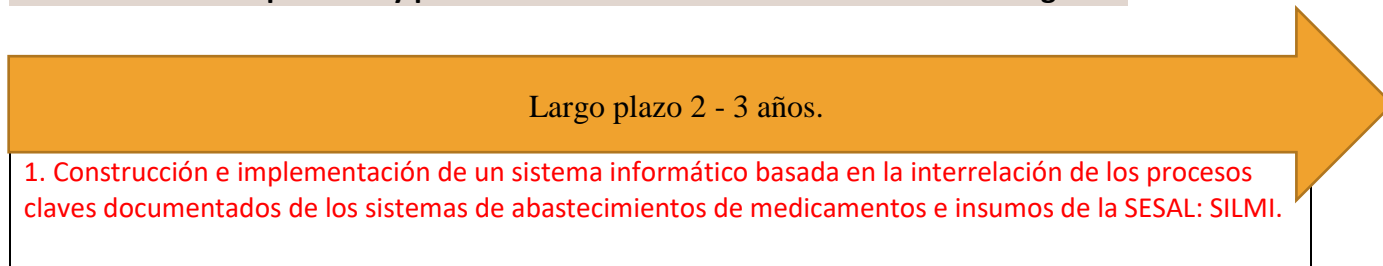 Largo plazo 2 - 3 años.
1. Construcción e implementación de un sistema informático basada en la interrelación de los procesos
claves documentados de los sistemas de abastecimientos de medicamentos e insumos de la SESAL: SILMI.